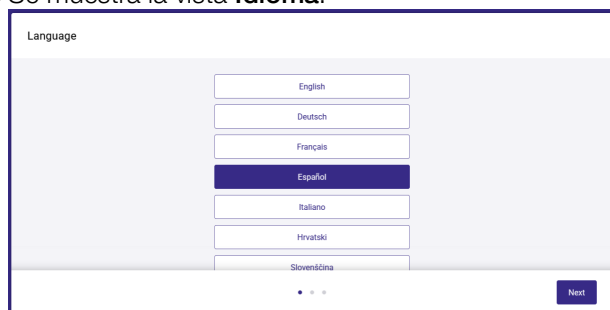 Se muestra la vista Idioma.
Language
English
Deutsch
Français
Español
Italiano
Hrvatski
Slovenščina
Next